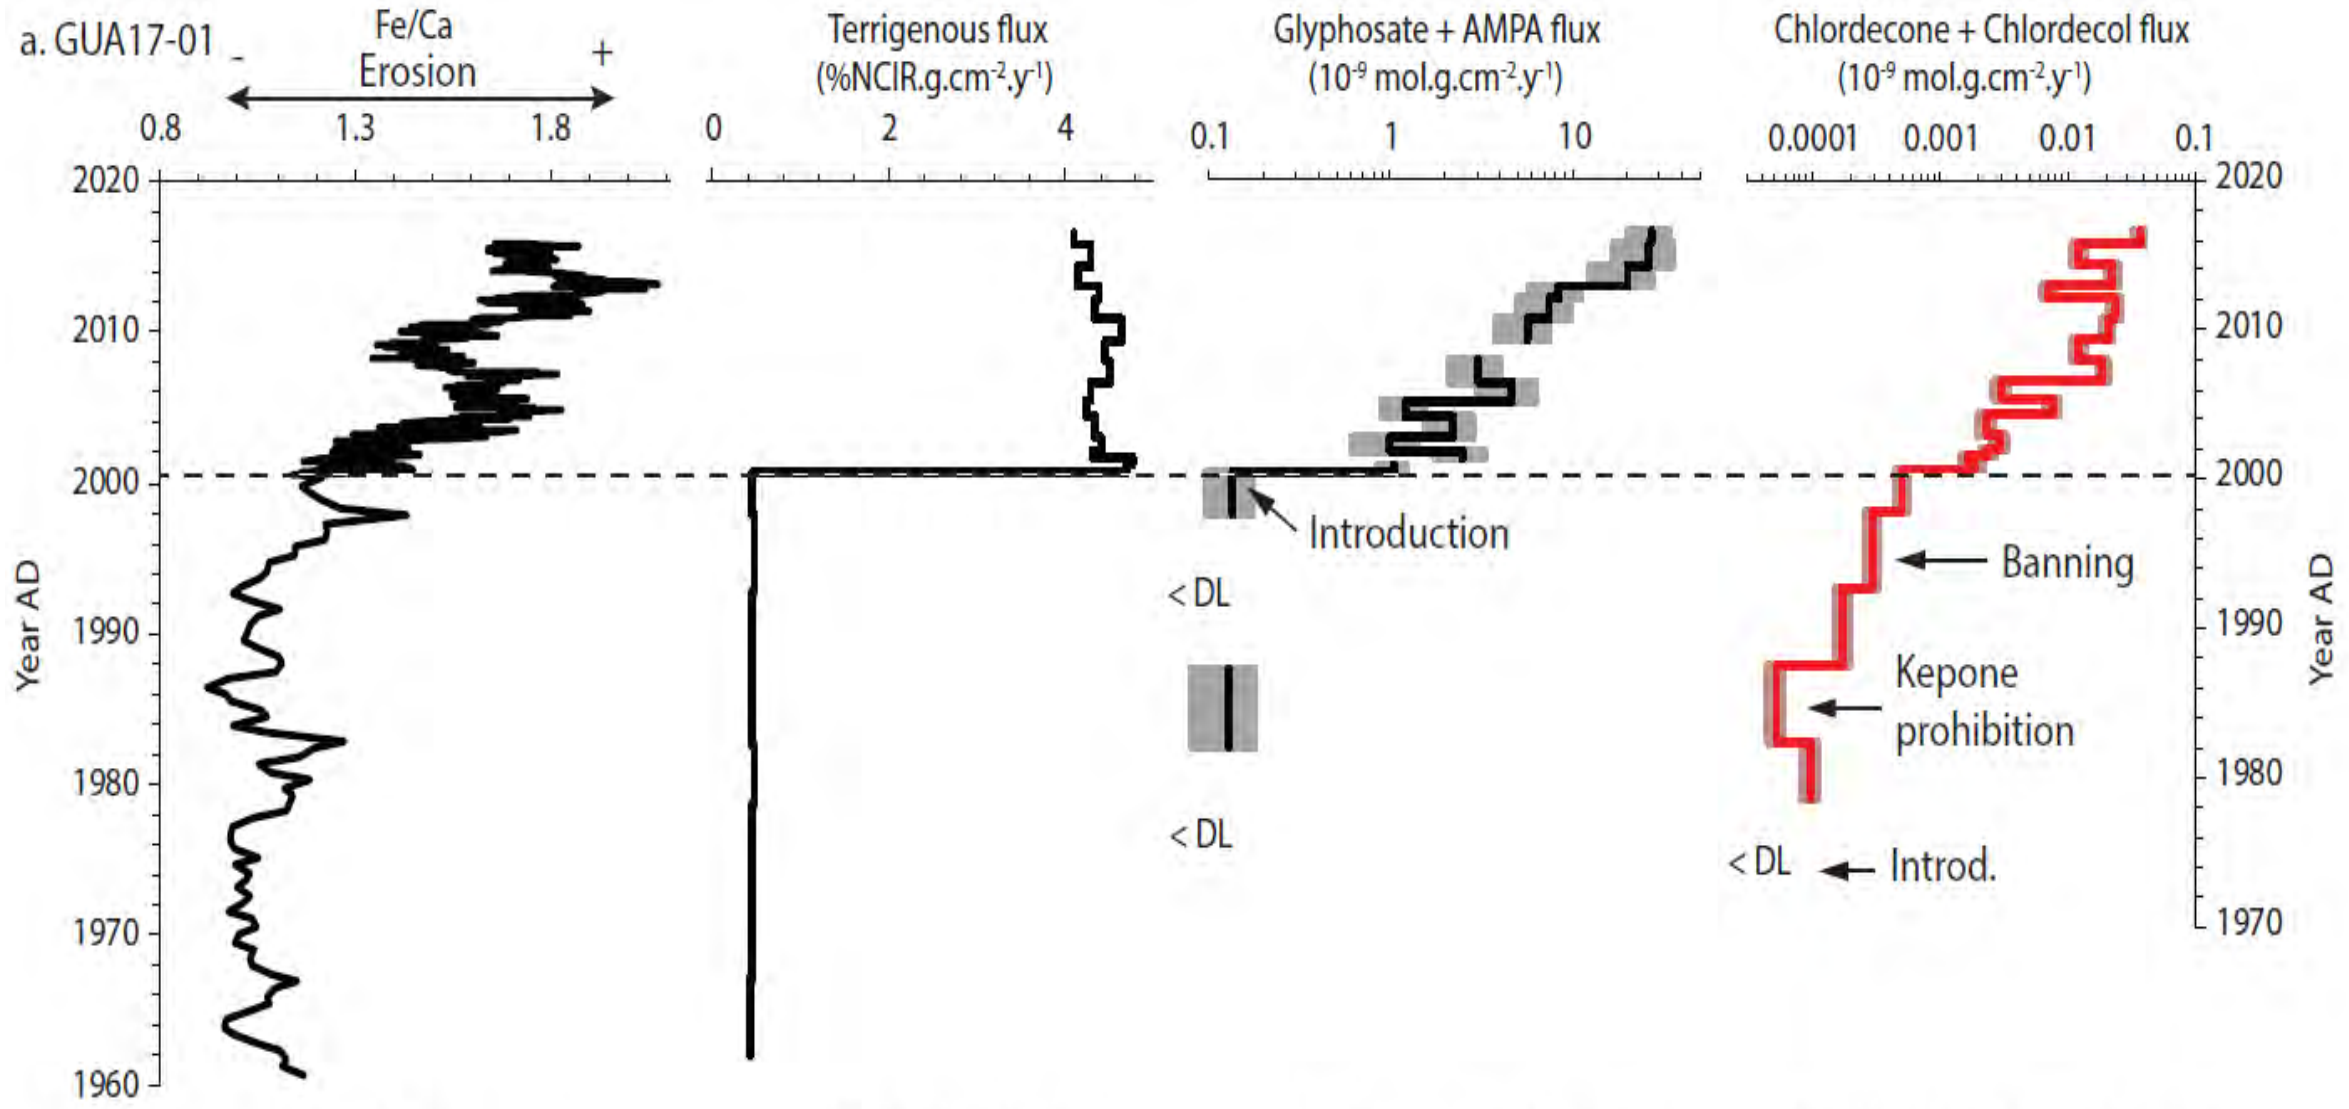 a. GUA17-01
- Fe/Ca +
Erosion
0.8 1.3 1.8
Terrigenous flux
(%NCIR.g.cm⁻².y⁻¹)
0 2 4
Glyphosate + AMPA flux
(10⁻⁹ mol.g.cm⁻².y⁻¹)
0.1 1 10
Chlordecone + Chlordecol flux
(10⁻⁹ mol.g.cm⁻².y⁻¹)
0.0001 0.001 0.01 0.1
Year AD
2020
2010
2000
1990
1980
1970
1960
Introduction
< DL
< DL
Banning
Kepone
prohibition
< DL
Introd.
2020
2010
2000
1990
1980
1970
Year AD